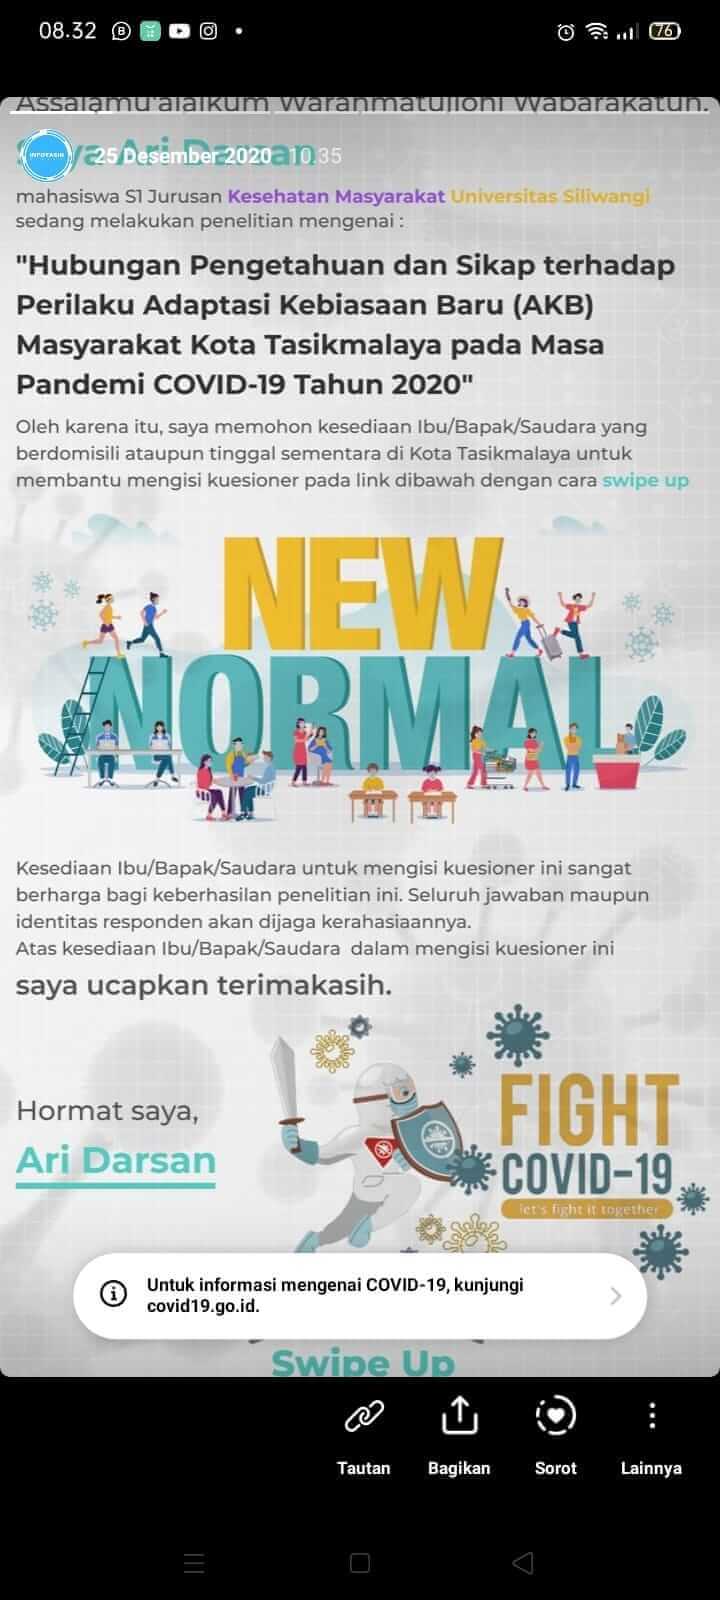 08.32
76
Assalamu'alaikum Warahmatullohi Wabarakatuh.
Saya Ari Darsan
INFOTASIK
25 Desember 2020 10.35
mahasiswa S1 Jurusan Kesehatan Masyarakat Universitas Siliwangi
sedang melakukan penelitian mengenai :
"Hubungan Pengetahuan dan Sikap terhadap
Perilaku Adaptasi Kebiasaan Baru (AKB)
Masyarakat Kota Tasikmalaya pada Masa
Pandemi COVID-19 Tahun 2020"
Oleh karena itu, saya memohon kesediaan Ibu/Bapak/Saudara yang
berdomisili ataupun tinggal sementara di Kota Tasikmalaya untuk
membantu mengisi kuesioner pada link dibawah dengan cara swipe up
NEW
NORMAL
Kesediaan Ibu/Bapak/Saudara untuk mengisi kuesioner ini sangat
berharga bagi keberhasilan penelitian ini. Seluruh jawaban maupun
identitas responden akan dijaga kerahasiaannya.
Atas kesediaan Ibu/Bapak/Saudara dalam mengisi kuesioner ini
saya ucapkan terimakasih.
Hormat saya,
Ari Darsan
FIGHT
COVID-19
let's fight it together
Untuk informasi mengenai COVID-19, kunjungi
covid19.go.id.
Swipe Up
Tautan
Bagikan
Sorot
Lainnya